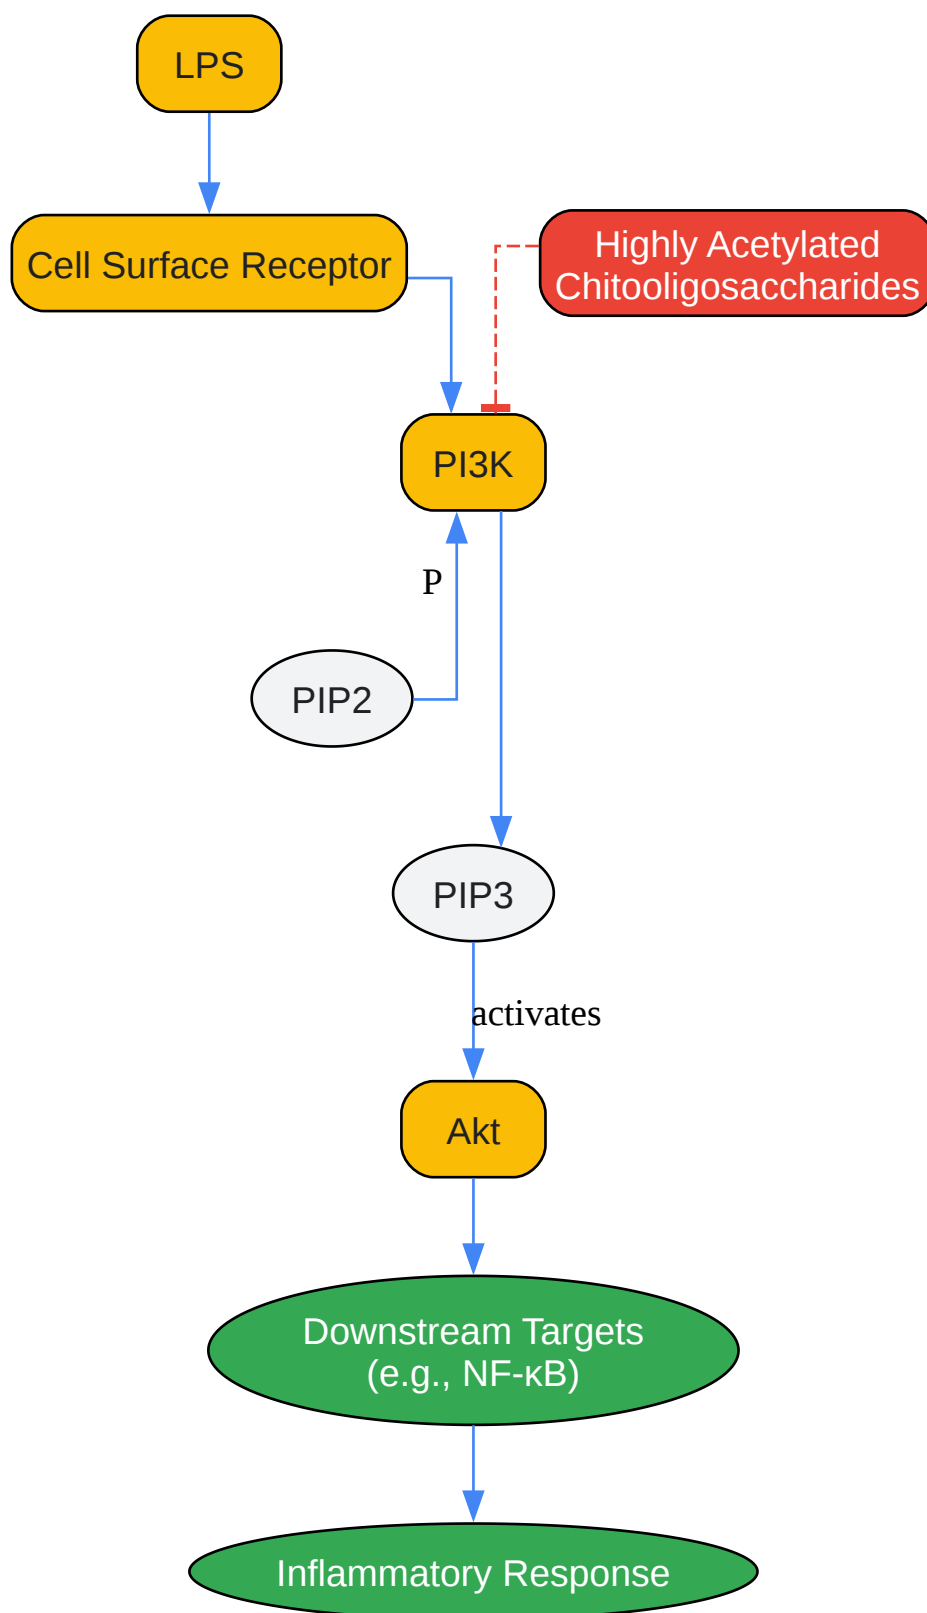 LPS
Cell Surface Receptor
Highly Acetylated
Chitooligosaccharides
PI3K
P
PIP2
PIP3
activates
Akt
Downstream Targets
(e.g., NF-κB)
Inflammatory Response